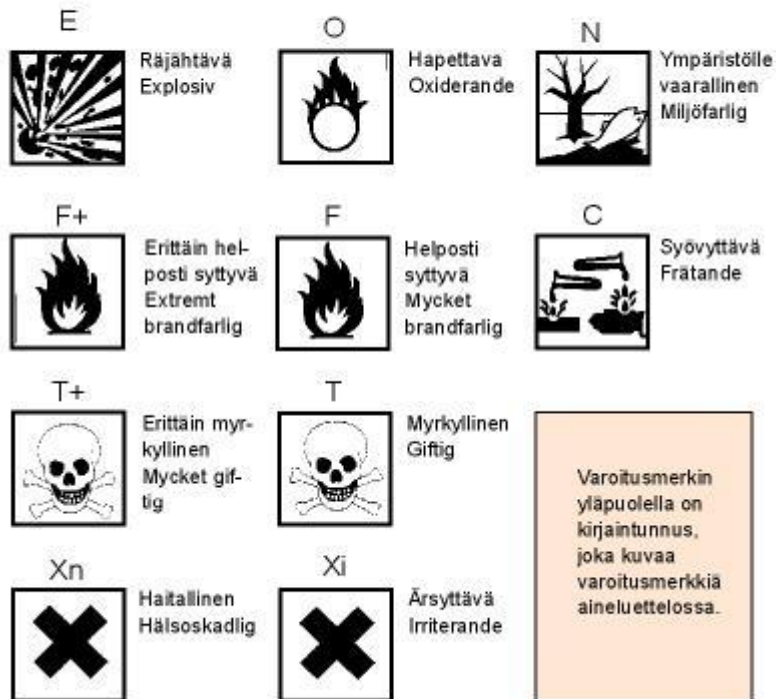 E
Räjähtävä
Explosiv
O
Hapettava
Oxiderande
N
Ympäristölle
vaarallinen
Miljöfarlig
F+
Erittäin hel-
posti syttyvä
Extremt
brandfarlig
F
Helposti
syttyvä
Mycket
brandfarlig
C
Syövyttävä
Frätande
T+
Erittäin myr-
kyllinen
Mycket gif-
tig
T
Myrkyllinen
Giftig
Xn
Haitallinen
Hälsoskadlig
Xi
Ärsyttävä
Irriterande
Varoitusmerkin
yläpuolella on
kirjaintunnus,
joka kuvaa
varoitusmerkkiä
aineluettelossa.